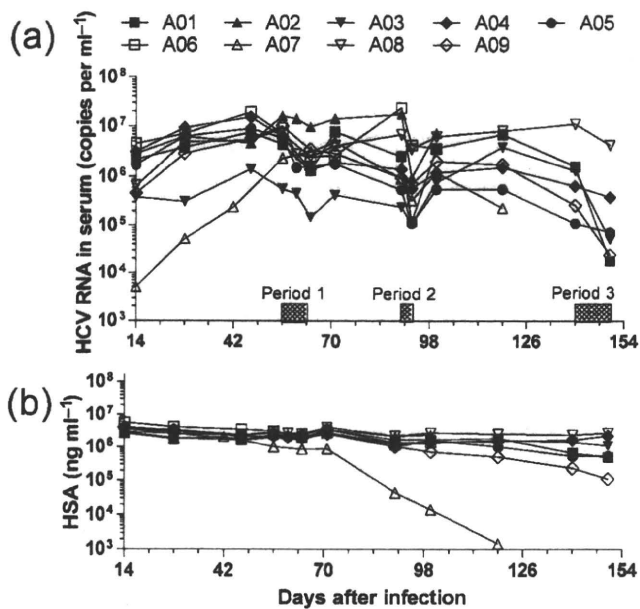 (a)
A01 A02 A03 A04 A05
A06 A07 A08 A09
HCV RNA in serum (copies per ml⁻¹)
10⁸
10⁷
10⁶
10⁵
10⁴
10³
Period 1 Period 2 Period 3
14 42 70 98 126 154
(b)
HSA (ng ml⁻¹)
10⁸
10⁷
10⁶
10⁵
10⁴
10³
14 42 70 98 126 154
Days after infection